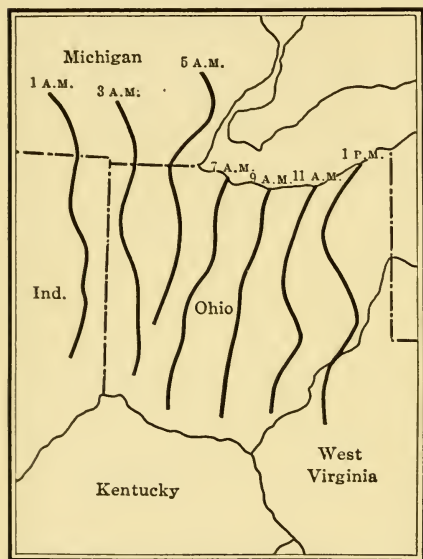 Michigan
5 A.M.
1 A.M.
3 A.M.
7 A.M.
9 A.M.
11 A.M.
1 P.M.
Ind.
Ohio
West
Virginia
Kentucky